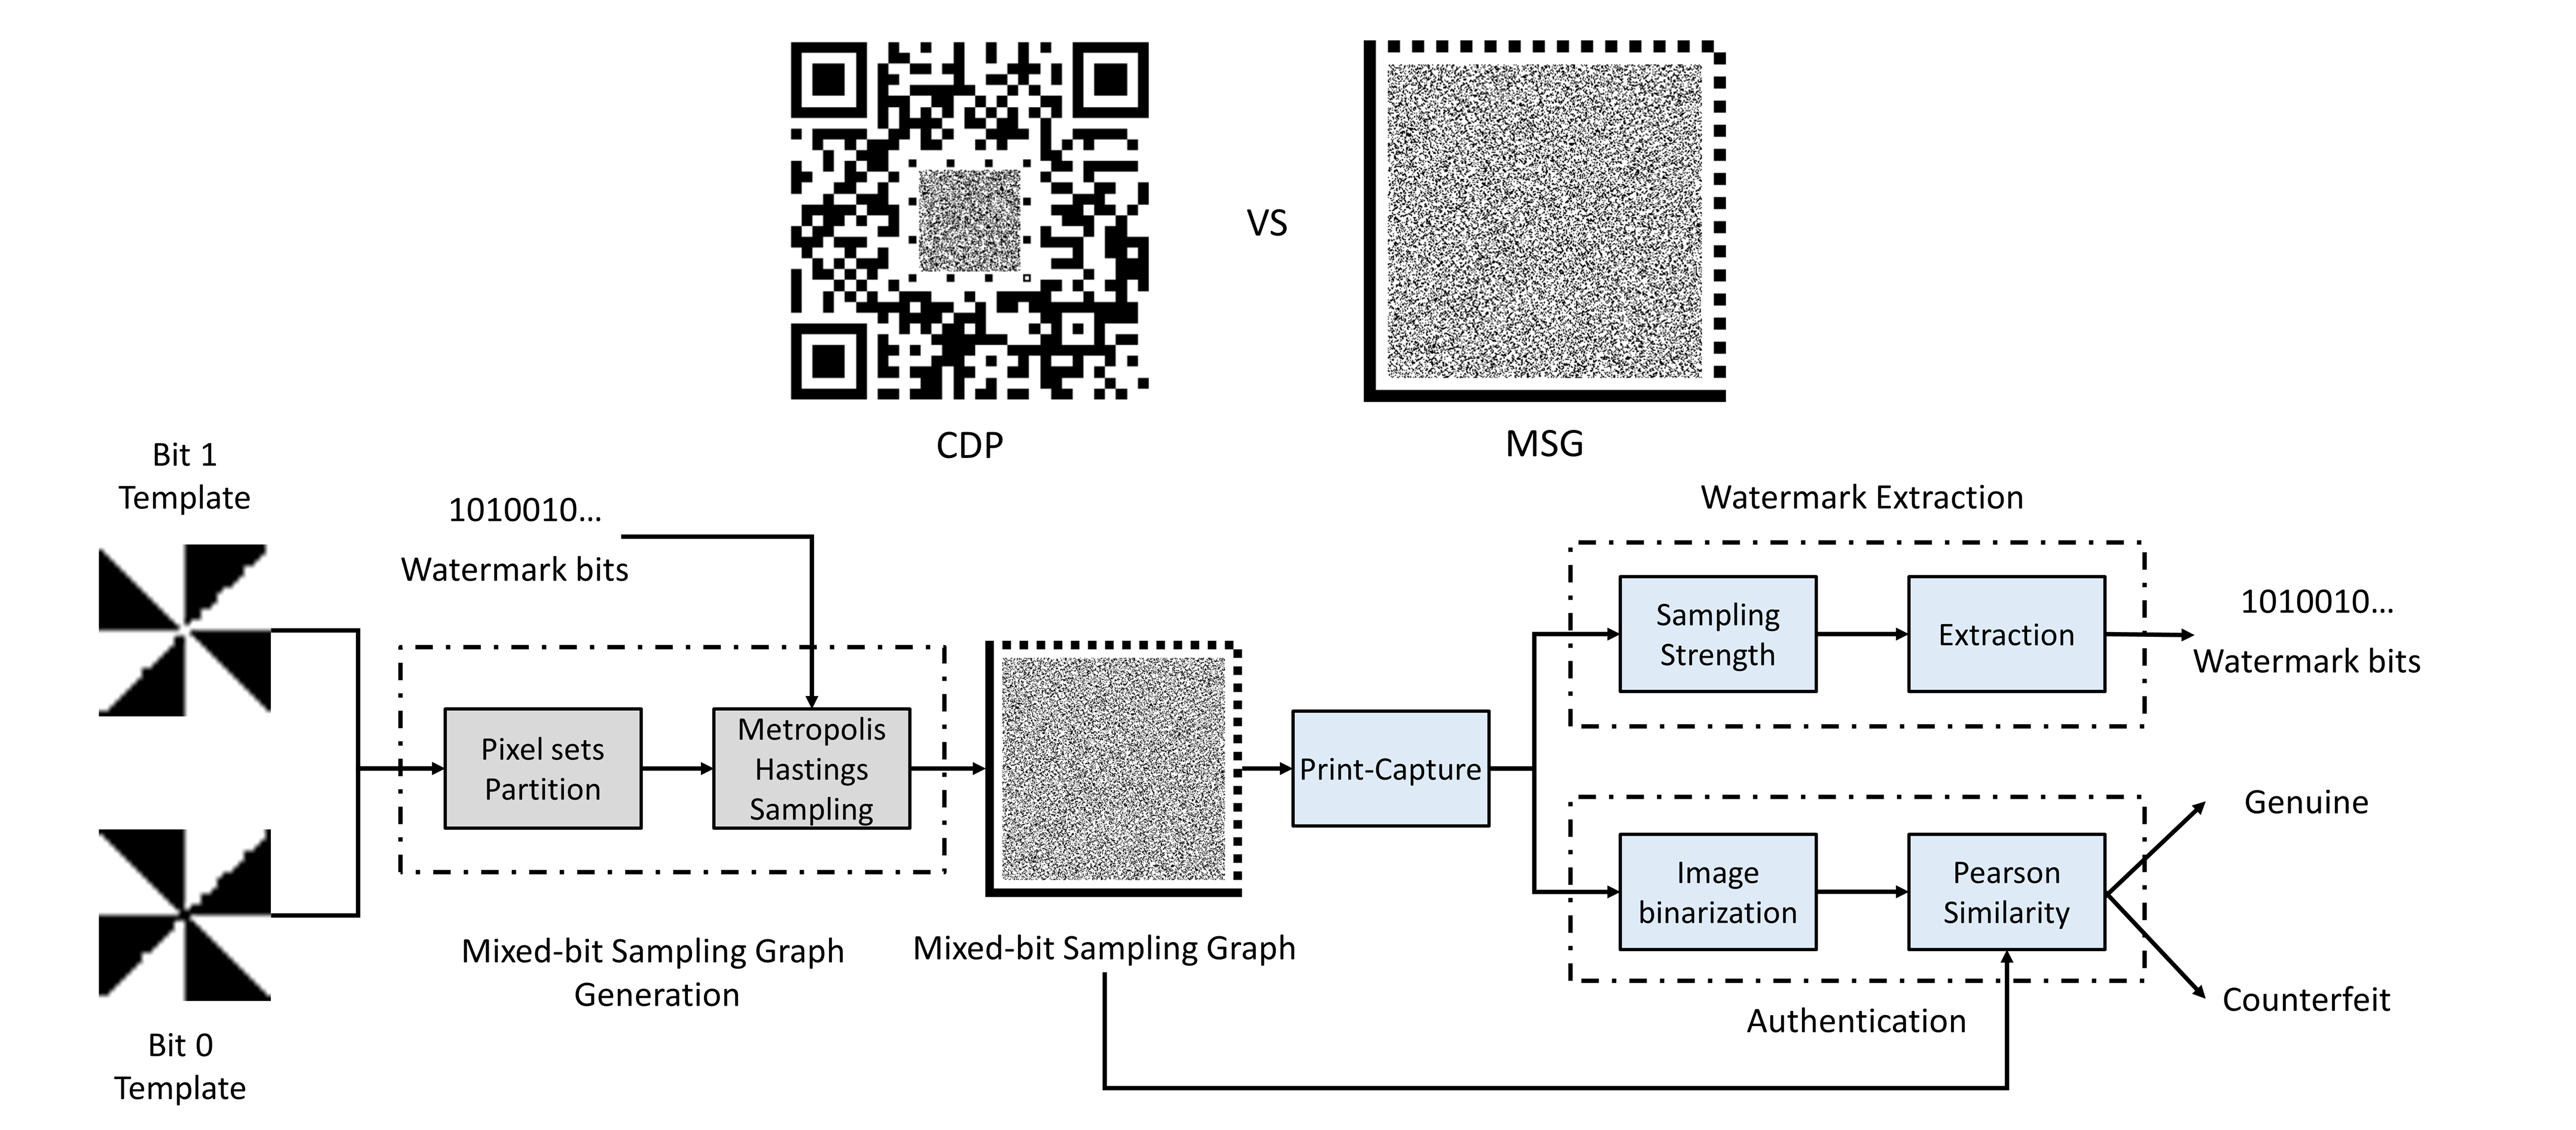 VS
CDP
MSG
Bit 1
Template
1010010...
Watermark bits
Pixel sets
Partition
Metropolis
Hastings
Sampling
Mixed-bit Sampling Graph
Generation
Bit 0
Template
Mixed-bit Sampling Graph
Print-Capture
Watermark Extraction
Sampling
Strength
Extraction
1010010...
Watermark bits
Image
binarization
Pearson
Similarity
Authentication
Genuine
Counterfeit